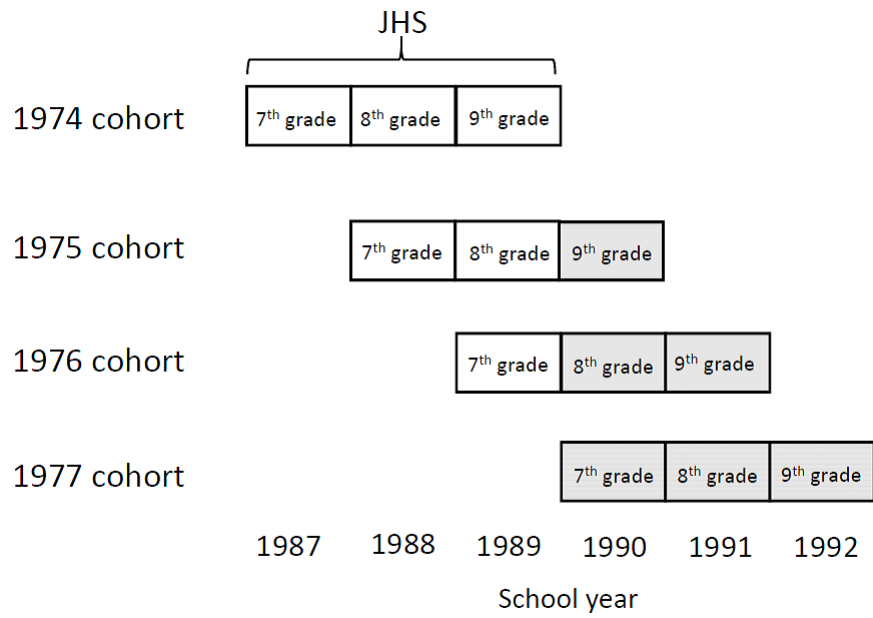 JHS
1974 cohort
7th grade
8th grade
9th grade
1975 cohort
7th grade
8th grade
9th grade
1976 cohort
7th grade
8th grade
9th grade
1977 cohort
7th grade
8th grade
9th grade
1987 1988 1989 1990 1991 1992
School year